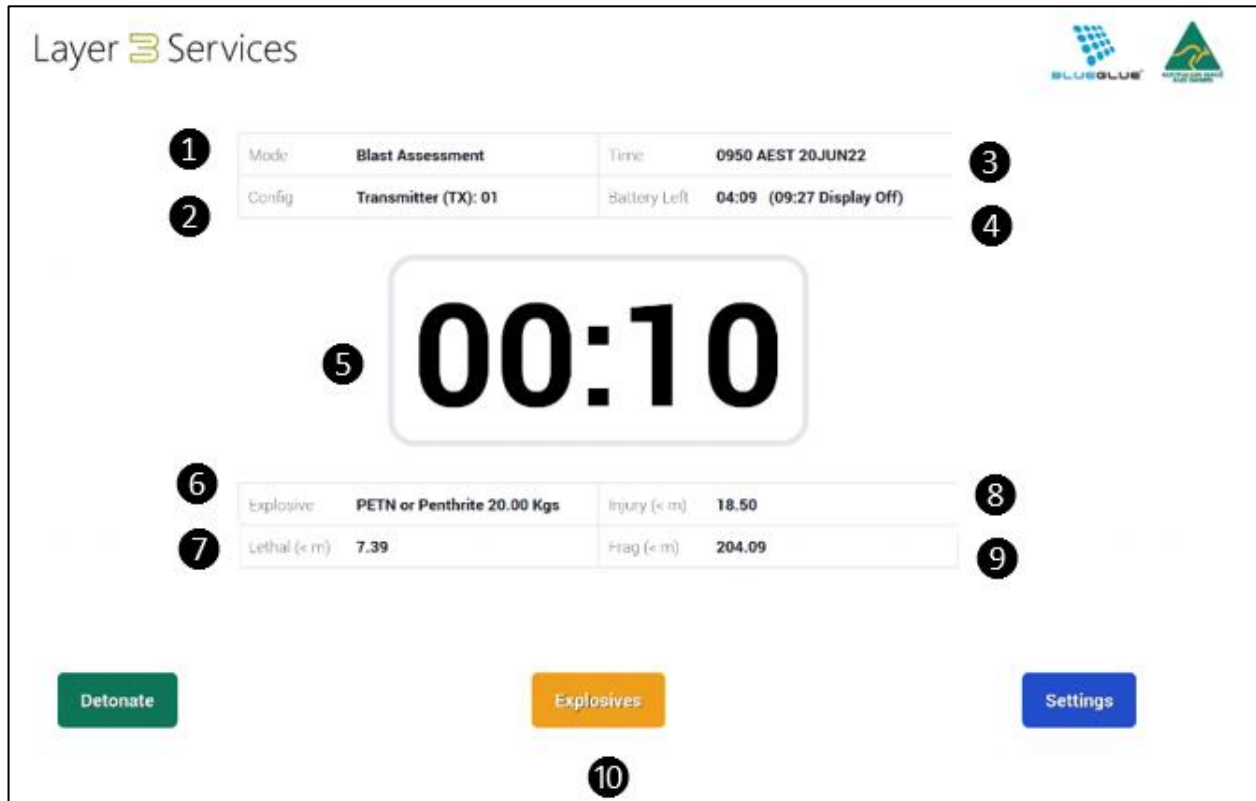 Layer 3 Services
BLUEGLUE
1 Mode Blast Assessment Time 0950 AEST 20JUN22 3
2 Config Transmitter (TX): 01 Battery Left 04:09 (09:27 Display Off) 4
5 00:10
6 Explosive PETN or Penthrite 20.00 Kgs Injury (< m) 18.50 8
7 Lethal (< m) 7.39 Frag (< m) 204.09 9
Detonate Explosives Settings
10